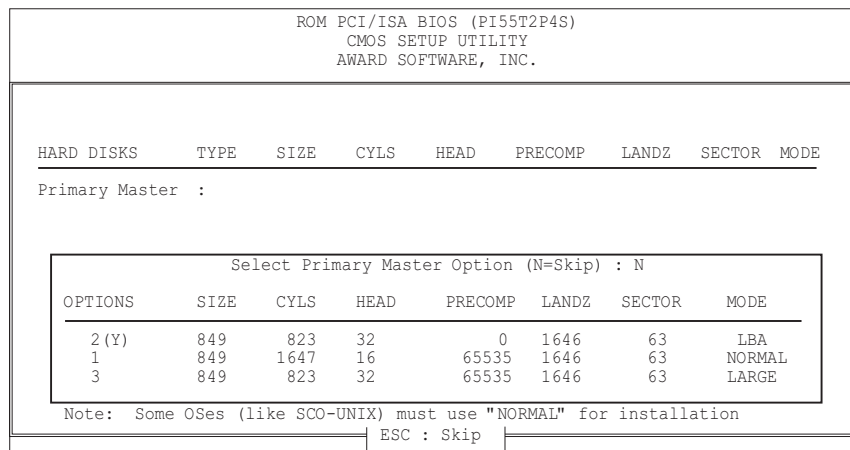 ROM PCI/ISA BIOS (PI55T2P4S)
CMOS SETUP UTILITY
AWARD SOFTWARE, INC.
HARD DISKS TYPE SIZE CYLS HEAD PRECOMP LANDZ SECTOR MODE
Primary Master :
Select Primary Master Option (N=Skip) : N
OPTIONS SIZE CYLS HEAD PRECOMP LANDZ SECTOR MODE
2(Y) 849 823 32 0 1646 63 LBA
1 849 1647 16 65535 1646 63 NORMAL
3 849 823 32 65535 1646 63 LARGE
Note: Some OSes (like SCO-UNIX) must use "NORMAL" for installation
ESC : Skip